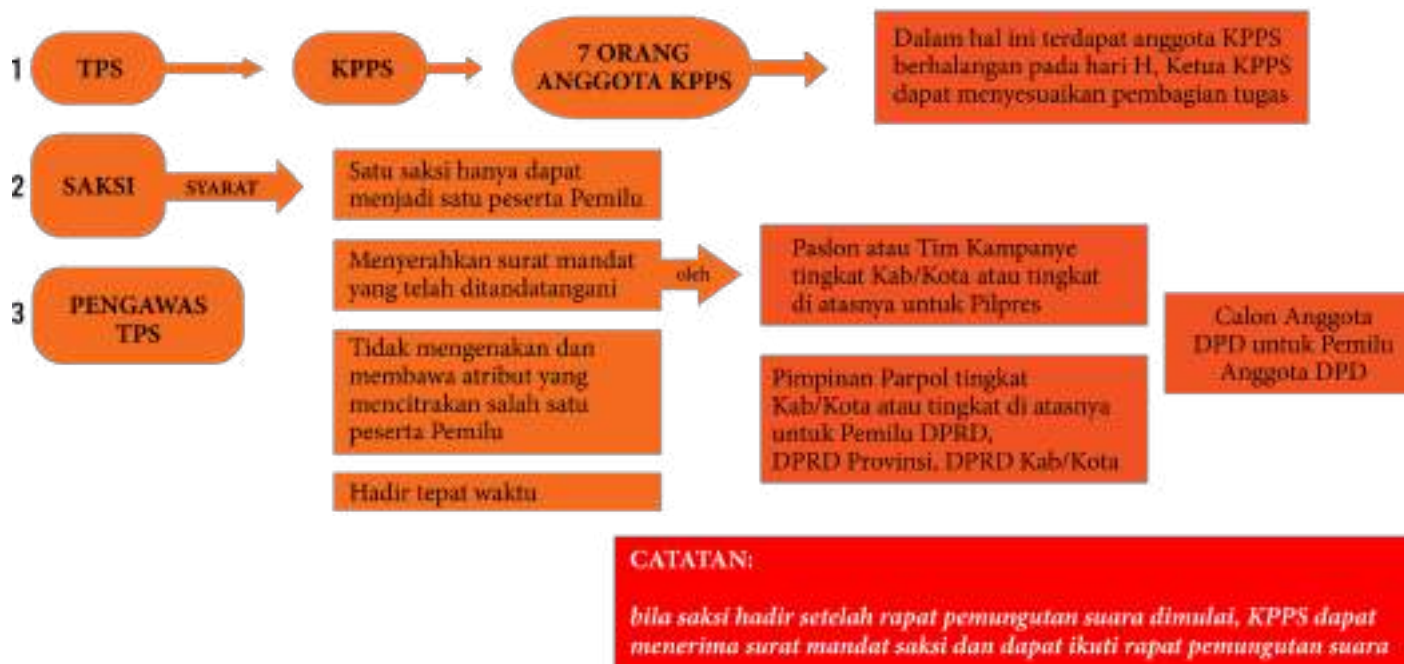 1
TPS
KPPS
7 ORANG
ANGGOTA KPPS
Dalam hal ini terdapat anggota KPPS
berhalangan pada hari H, Ketua KPPS
dapat menyesuaikan pembagian tugas
2
SAKSI
SYARAT
Satu saksi hanya dapat
menjadi satu peserta Pemilu
Menyerahkan surat mandat
yang telah ditandatangani
oleh
Paslon atau Tim Kampanye
tingkat Kab/Kota atau tingkat
di atasnya untuk Pilpres
Calon Anggota
DPD untuk Pemilu
Anggota DPD
3
PENGAWAS
TPS
Tidak mengenakan dan
membawa atribut yang
mencitrakan salah satu
peserta Pemilu
Pimpinan Parpol tingkat
Kab/Kota atau tingkat di atasnya
untuk Pemilu DPRD,
DPRD Provinsi, DPRD Kab/Kota
Hadir tepat waktu
CATATAN:
bila saksi hadir setelah rapat pemungutan suara dimulai, KPPS dapat
menerima surat mandat saksi dan dapat ikuti rapat pemungutan suara